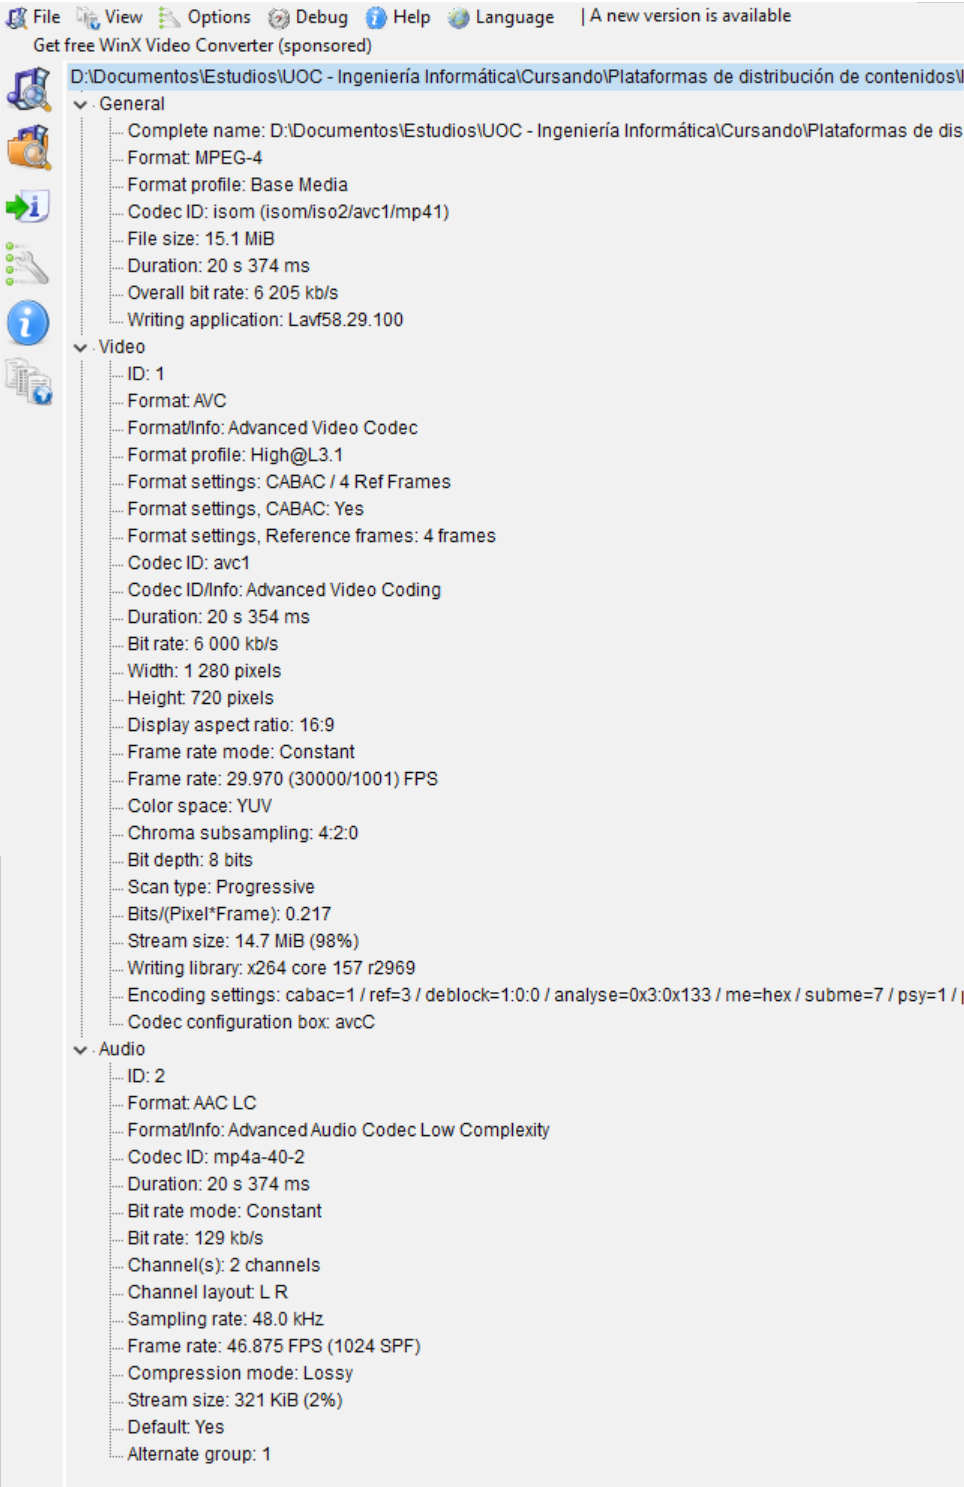 File View Options Debug Help Language | A new version is available
Get free WinX Video Converter (sponsored)
D:\Documentos\Estudios\UOC - Ingeniería Informática\Cursando\Plataformas de distribución de contenidos\
General
Complete name: D:\Documentos\Estudios\UOC - Ingeniería Informática\Cursando\Plataformas de dis
Format: MPEG-4
Format profile: Base Media
Codec ID: isom (isom/iso2/avc1/mp41)
File size: 15.1 MiB
Duration: 20 s 374 ms
Overall bit rate: 6 205 kb/s
Writing application: Lavf58.29.100
Video
ID: 1
Format: AVC
Format/Info: Advanced Video Codec
Format profile: High@L3.1
Format settings: CABAC / 4 Ref Frames
Format settings, CABAC: Yes
Format settings, Reference frames: 4 frames
Codec ID: avc1
Codec ID/Info: Advanced Video Coding
Duration: 20 s 354 ms
Bit rate: 6 000 kb/s
Width: 1 280 pixels
Height: 720 pixels
Display aspect ratio: 16:9
Frame rate mode: Constant
Frame rate: 29.970 (30000/1001) FPS
Color space: YUV
Chroma subsampling: 4:2:0
Bit depth: 8 bits
Scan type: Progressive
Bits/(Pixel*Frame): 0.217
Stream size: 14.7 MiB (98%)
Writing library: x264 core 157 r2969
Encoding settings: cabac=1 / ref=3 / deblock=1:0:0 / analyse=0x3:0x133 / me=hex / subme=7 / psy=1 /
Codec configuration box: avcC
Audio
ID: 2
Format: AAC LC
Format/Info: Advanced Audio Codec Low Complexity
Codec ID: mp4a-40-2
Duration: 20 s 374 ms
Bit rate mode: Constant
Bit rate: 129 kb/s
Channel(s): 2 channels
Channel layout: L R
Sampling rate: 48.0 kHz
Frame rate: 46.875 FPS (1024 SPF)
Compression mode: Lossy
Stream size: 321 KiB (2%)
Default: Yes
Alternate group: 1